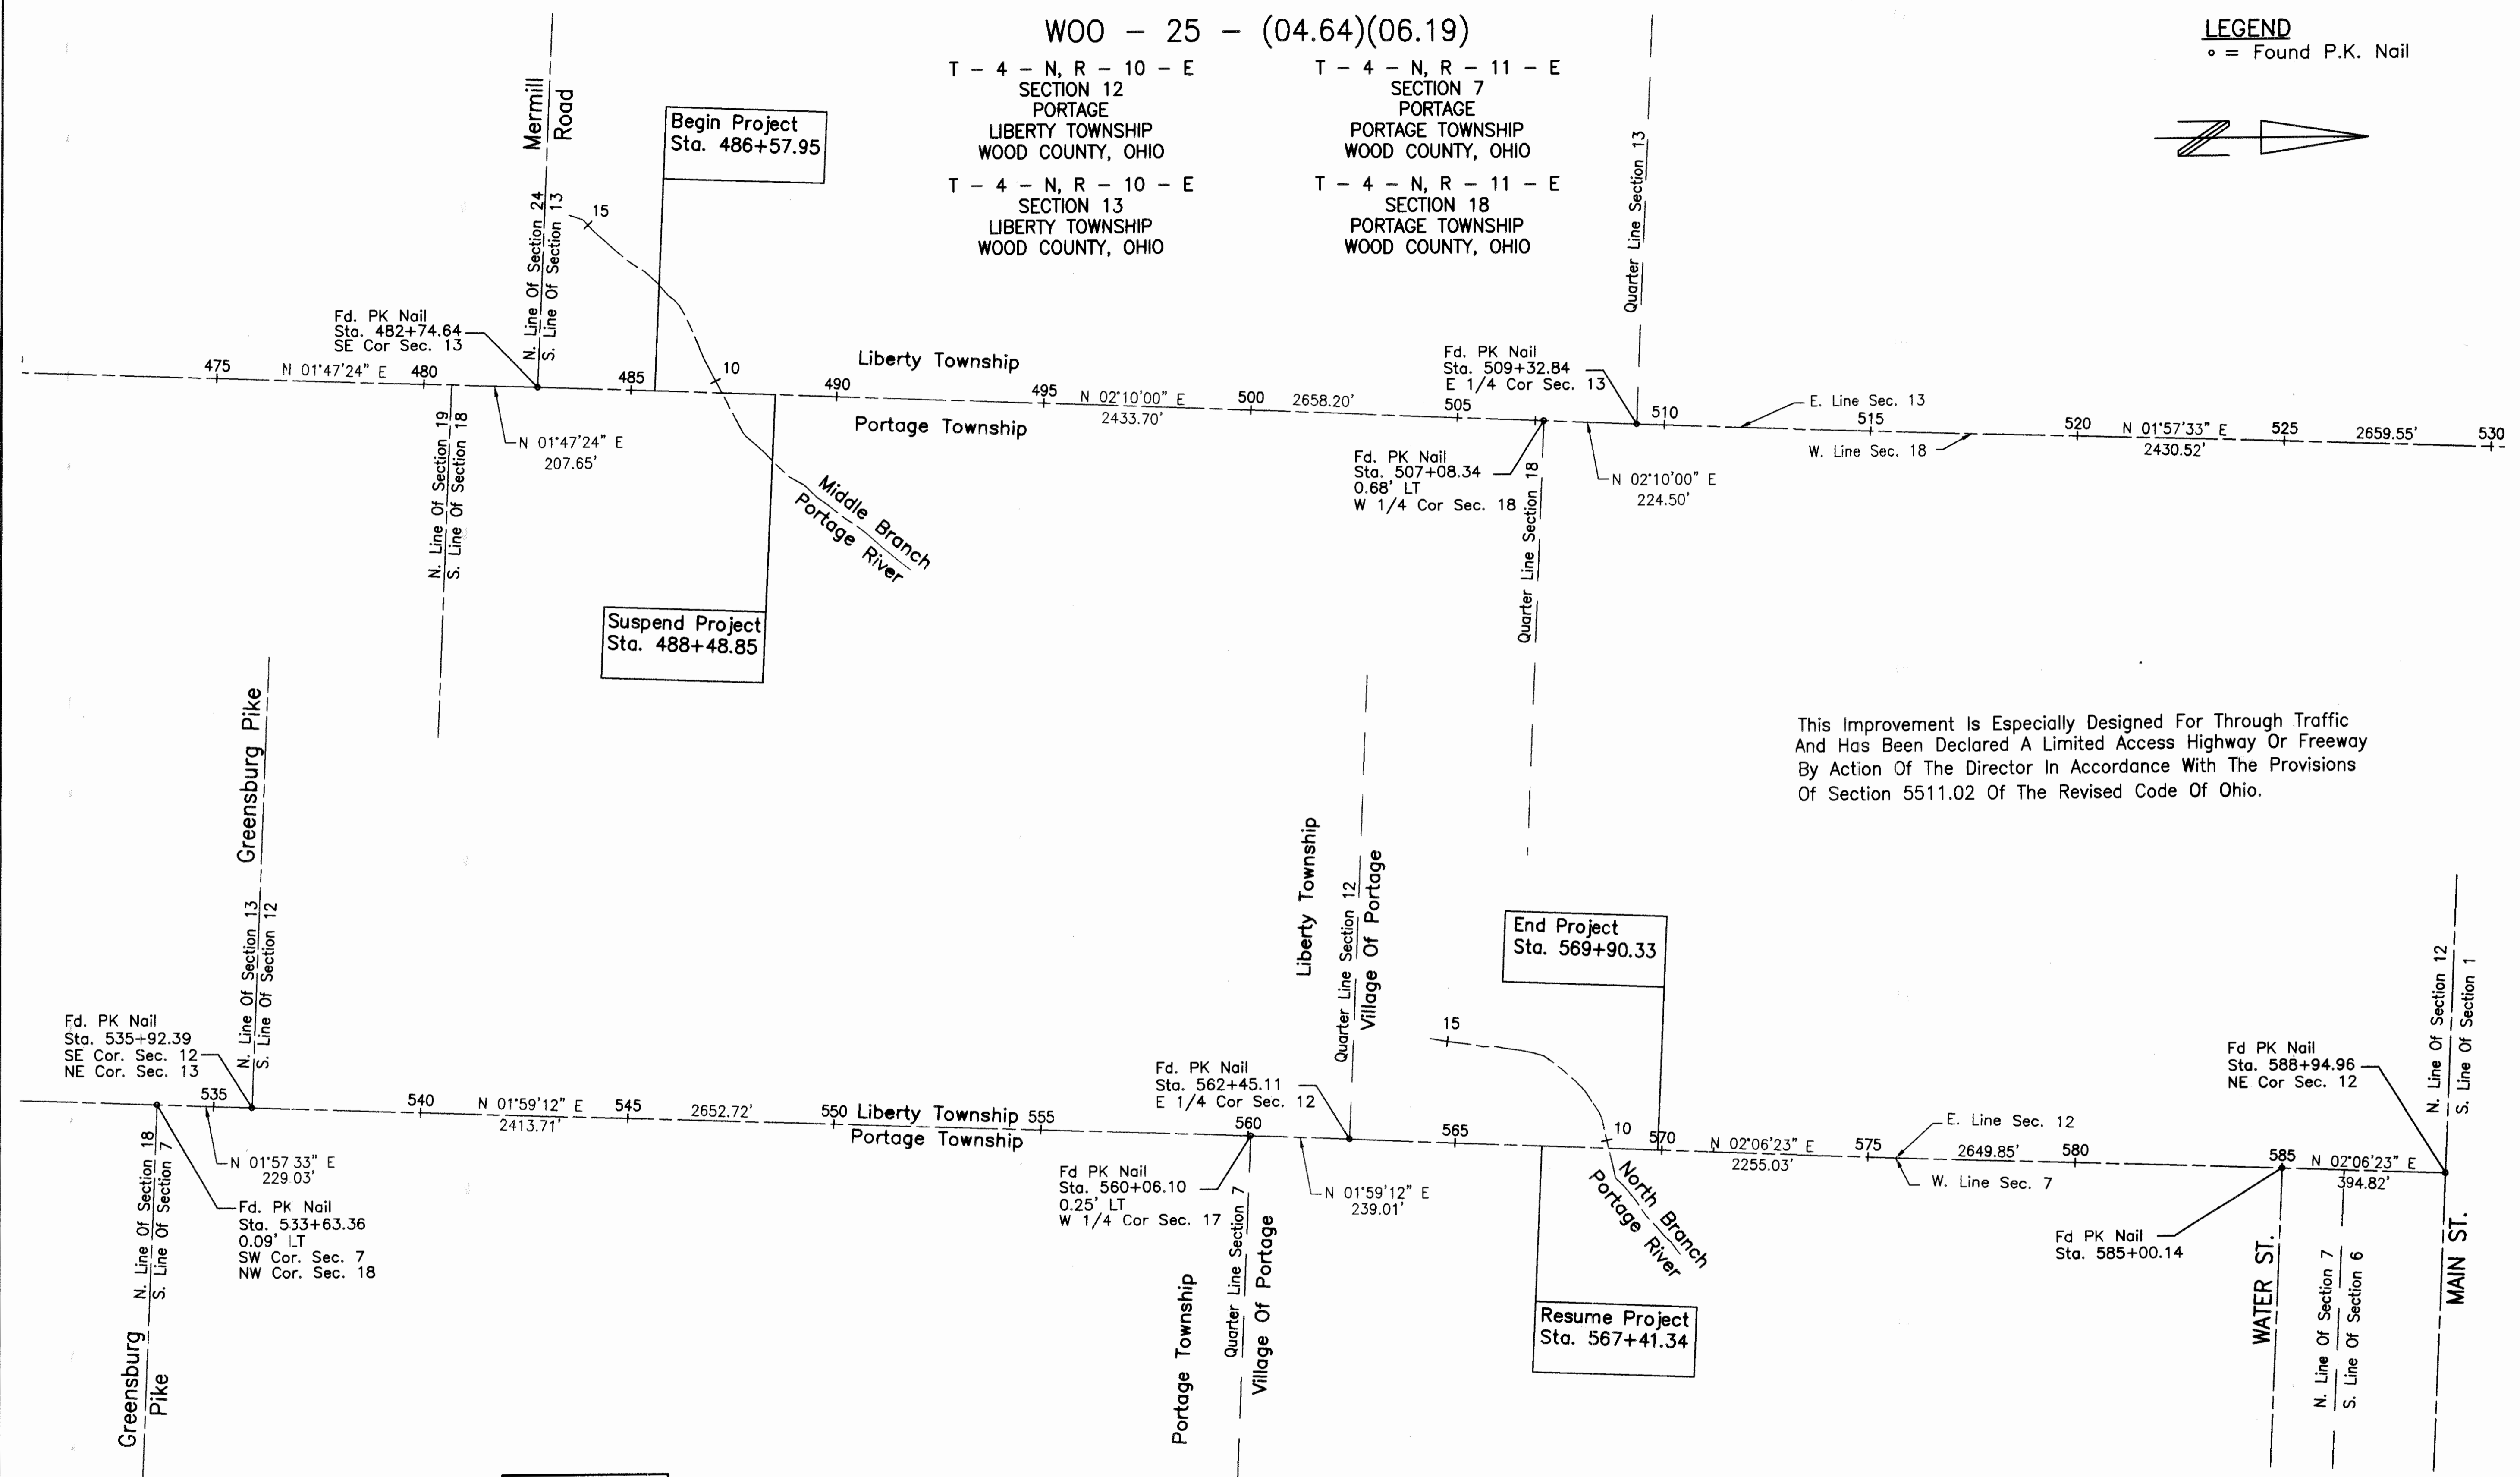 WOO - 25 - (04.64)(06.19)
T - 4 - N, R - 10 - E
SECTION 12
PORTAGE
LIBERTY TOWNSHIP
WOOD COUNTY, OHIO
T - 4 - N, R - 11 - E
SECTION 7
PORTAGE
PORTAGE TOWNSHIP
WOOD COUNTY, OHIO
T - 4 - N, R - 10 - E
SECTION 13
LIBERTY TOWNSHIP
WOOD COUNTY, OHIO
T - 4 - N, R - 11 - E
SECTION 18
PORTAGE TOWNSHIP
WOOD COUNTY, OHIO
LEGEND
= Found P.K. Nail
N
Mermill
Road
N. Line Of Section 24
S. Line Of Section 13
Begin Project
Sta. 486+57.95
15
10
Fd. PK Nail
Sta. 482+74.64
SE Cor Sec. 13
475
N 01°47'24" E
480
485
490
495
500
505
510
515
520
525
530
Liberty Township
Portage Township
N 01°47'24" E
207.65'
N. Line Of Section 19
S. Line Of Section 18
Middle Branch
Portage River
Suspend Project
Sta. 488+48.85
N 02°10'00" E
2433.70'
2658.20'
Fd. PK Nail
Sta. 509+32.84
E 1/4 Cor Sec. 13
Quarter Line Section 13
Fd. PK Nail
Sta. 507+08.34
0.68' LT
W 1/4 Cor Sec. 18
Quarter Line Section 18
N 02°10'00" E
224.50'
E. Line Sec. 13
W. Line Sec. 18
N 01°57'33" E
2430.52'
2659.55'
This Improvement Is Especially Designed For Through Traffic
And Has Been Declared A Limited Access Highway Or Freeway
By Action Of The Director In Accordance With The Provisions
Of Section 5511.02 Of The Revised Code Of Ohio.
Greensburg Pike
N. Line Of Section 13
S. Line Of Section 12
Fd. PK Nail
Sta. 535+92.39
SE Cor. Sec. 12
NE Cor. Sec. 13
535
540
545
550
555
560
565
570
575
580
585
N 01°57'33" E
229.03'
Fd. PK Nail
Sta. 533+63.36
0.09' LT
SW Cor. Sec. 7
NW Cor. Sec. 18
N. Line Of Section 18
S. Line Of Section 7
Greensburg
Pike
N 01°59'12" E
2413.71'
2652.72'
Liberty Township
Portage Township
Fd. PK Nail
Sta. 562+45.11
E 1/4 Cor Sec. 12
Liberty Township
Quarter Line Section 12
Village Of Portage
Fd PK Nail
Sta. 560+06.10
0.25' LT
W 1/4 Cor Sec. 17
N 01°59'12" E
239.01'
Portage Township
Quarter Line Section 7
Village Of Portage
End Project
Sta. 569+90.33
15
10
North Branch
Portage River
Resume Project
Sta. 567+41.34
N 02°06'23" E
2255.03'
E. Line Sec. 12
2649.85'
W. Line Sec. 7
Fd PK Nail
Sta. 588+94.96
NE Cor Sec. 12
N. Line Of Section 12
S. Line Of Section 1
N 02°06'23" E
394.82'
Fd PK Nail
Sta. 585+00.14
WATER ST.
N. Line Of Section 7
S. Line Of Section 6
MAIN ST.